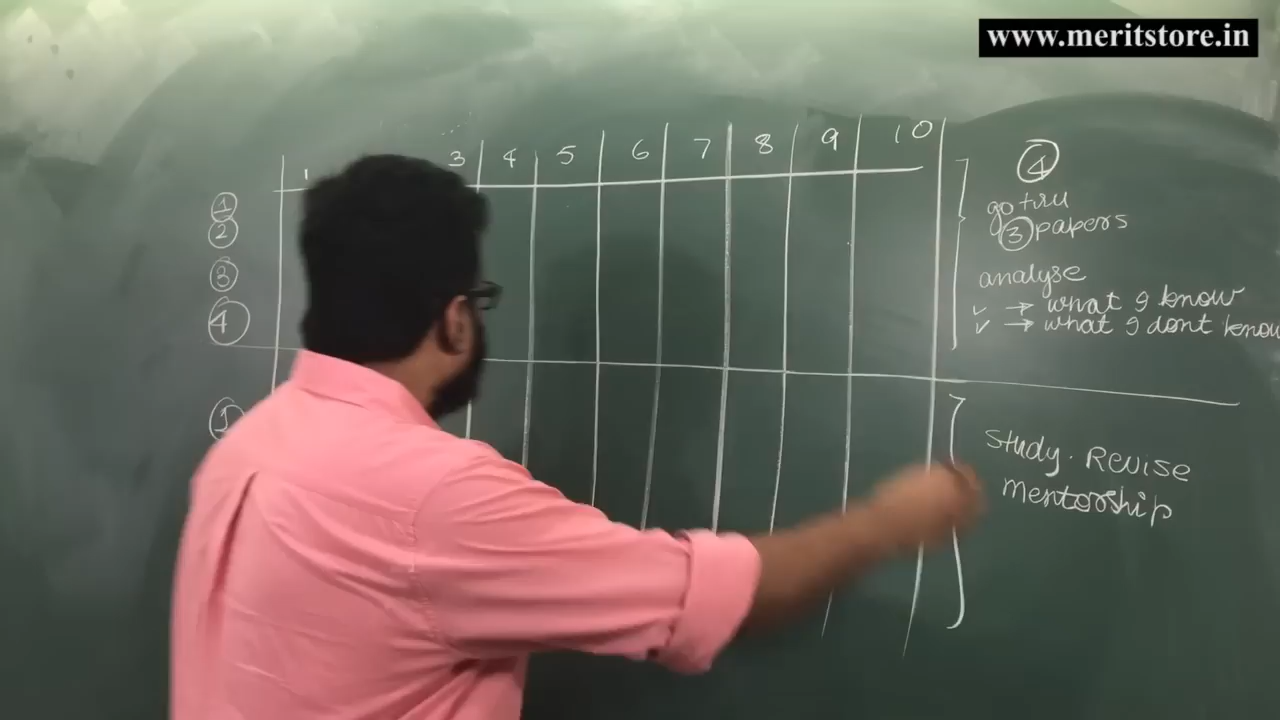 www.meritstore.in
1 3 4 5 6 7 8 9 10
1
2
3
4
1
4
go thru
3 papers
analyse
✓ → what I know
✓ → what I dont know
Study. Revise
Mentorship